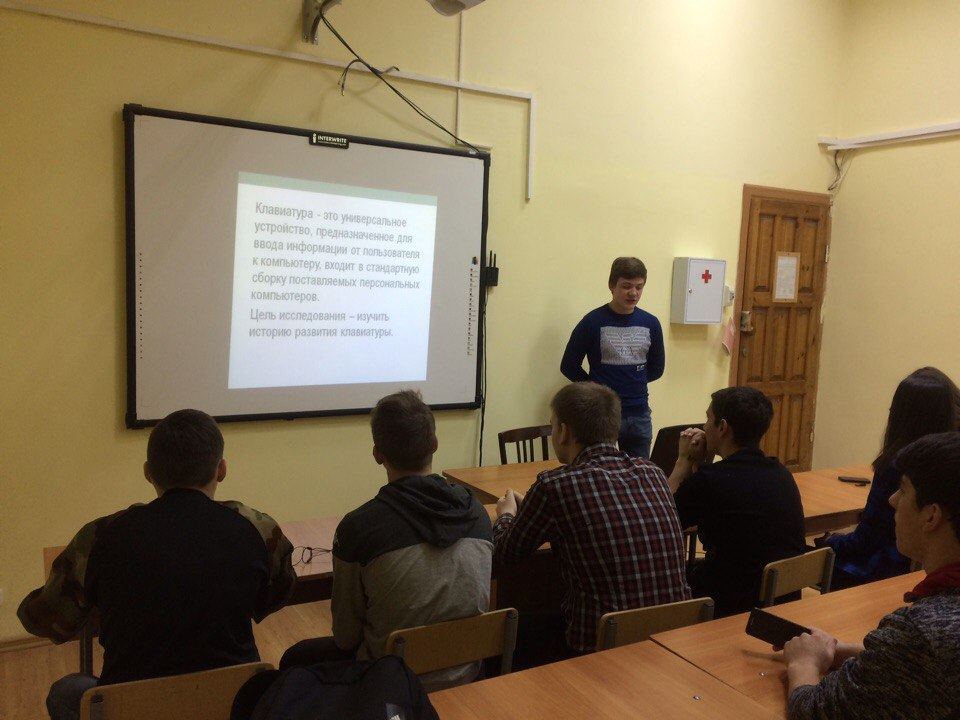 INTERWRITE
Клавиатура - это универсальное
устройство, предназначенное для
ввода информации от пользователя
к компьютеру, входит в стандартную
сборку поставляемых персональных
компьютеров.
Цель исследования – изучить
историю развития клавиатуры.